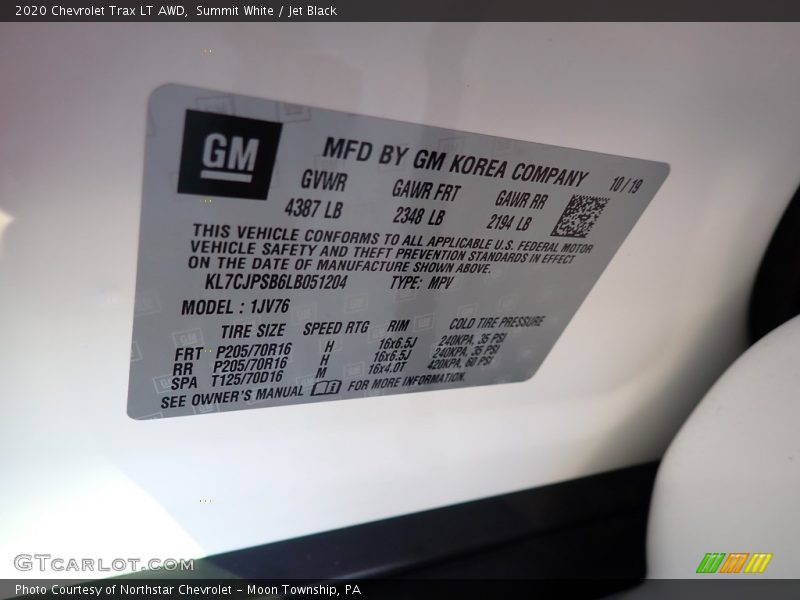 2020 Chevrolet Trax LT AWD, Summit White / Jet Black
GM
MFD BY GM KOREA COMPANY 10/19
GVWR GAWR FRT GAWR RR
4387 LB 2348 LB 2194 LB
THIS VEHICLE CONFORMS TO ALL APPLICABLE U.S. FEDERAL MOTOR
VEHICLE SAFETY AND THEFT PREVENTION STANDARDS IN EFFECT
ON THE DATE OF MANUFACTURE SHOWN ABOVE.
KL7CJPSB6LB051204 TYPE: MPV
MODEL : 1JV76
TIRE SIZE SPEED RTG RIM COLD TIRE PRESSURE
FRT P205/70R16 H 16x6.5J 240KPA, 35 PSI
RR P205/70R16 H 16x6.5J 240KPA, 35 PSI
SPA T125/70D16 M 16x4.0T 420KPA, 60 PSI
SEE OWNER'S MANUAL FOR MORE INFORMATION.
GTCARLOT.COM
Photo Courtesy of Northstar Chevrolet - Moon Township, PA